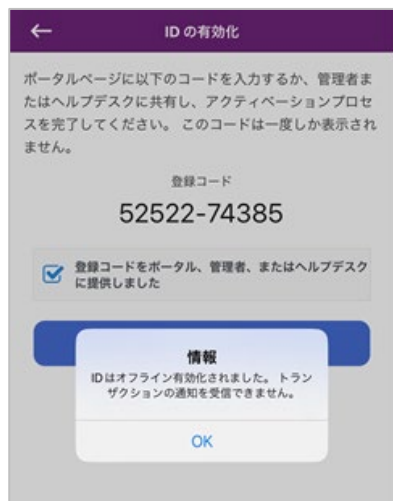 ID の有効化
ポータルページに以下のコードを入力するか、管理者ま
たはヘルプデスクに共有し、アクティベーションプロセ
スを完了してください。 このコードは一度しか表示され
ません。
登録コード
52522-74385
登録コードをポータル、管理者、またはヘルプデスク
に提供しました
情報
IDはオフライン有効化されました。 トラン
ザクションの通知を受信できません。
OK